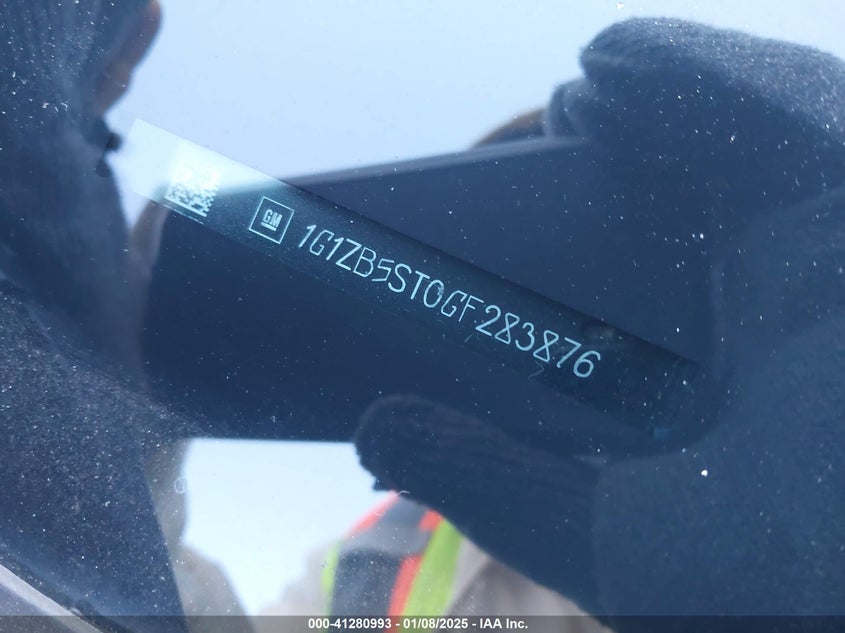 GM 1G1ZB5ST0GF283876
000-41280993 - 01/08/2025 - IAA Inc.